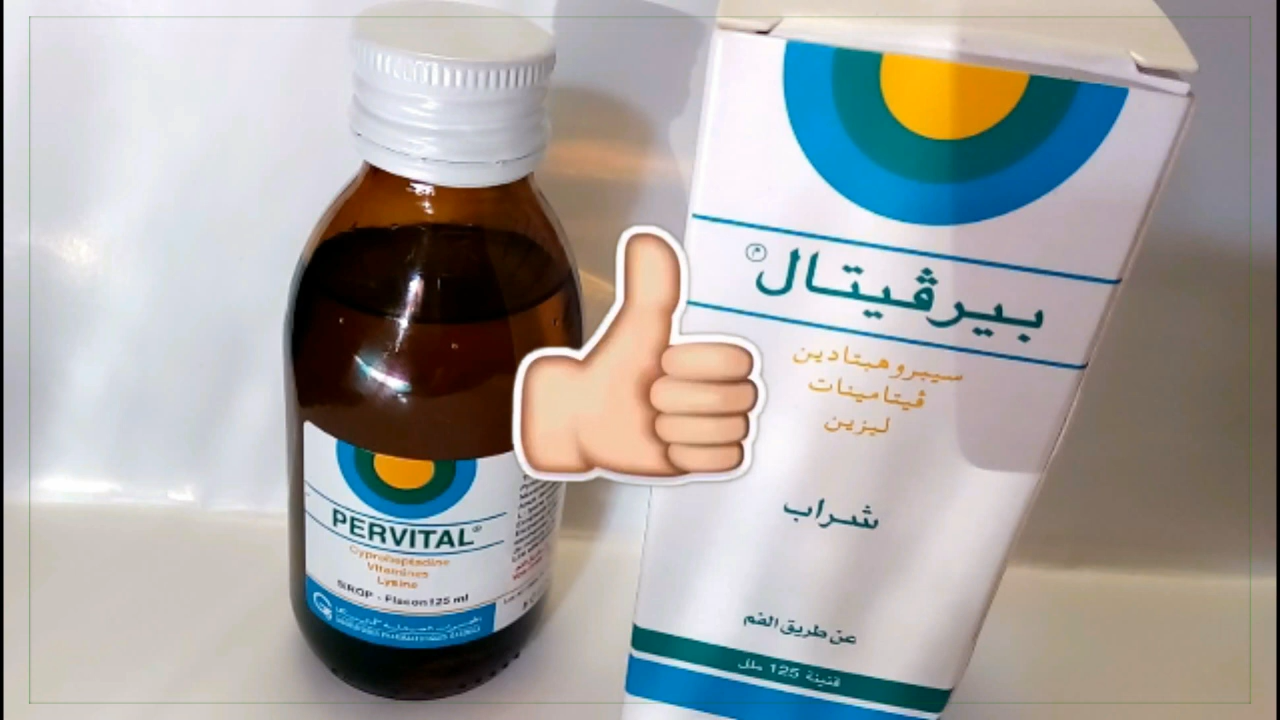 PERVITAL®
Cyproheptadine
Vitamines
Lysine
SIROP - Flacon 125 ml
بيرڤيتال
سيبروهبتادين
ڤيتامينات
ليزين
شراب
عن طريق الفم
قنينة 125 ملل